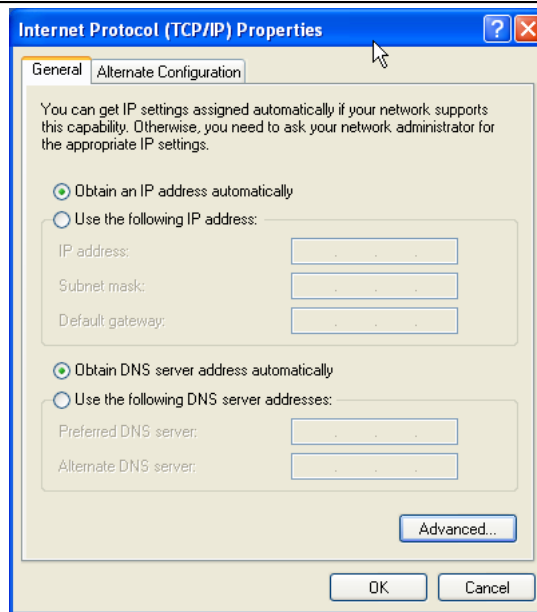 Internet Protocol (TCP/IP) Properties
General Alternate Configuration
You can get IP settings assigned automatically if your network supports
this capability. Otherwise, you need to ask your network administrator for
the appropriate IP settings.
Obtain an IP address automatically
Use the following IP address:
IP address:
Subnet mask:
Default gateway:
Obtain DNS server address automatically
Use the following DNS server addresses:
Preferred DNS server:
Alternate DNS server:
Advanced...
OK Cancel